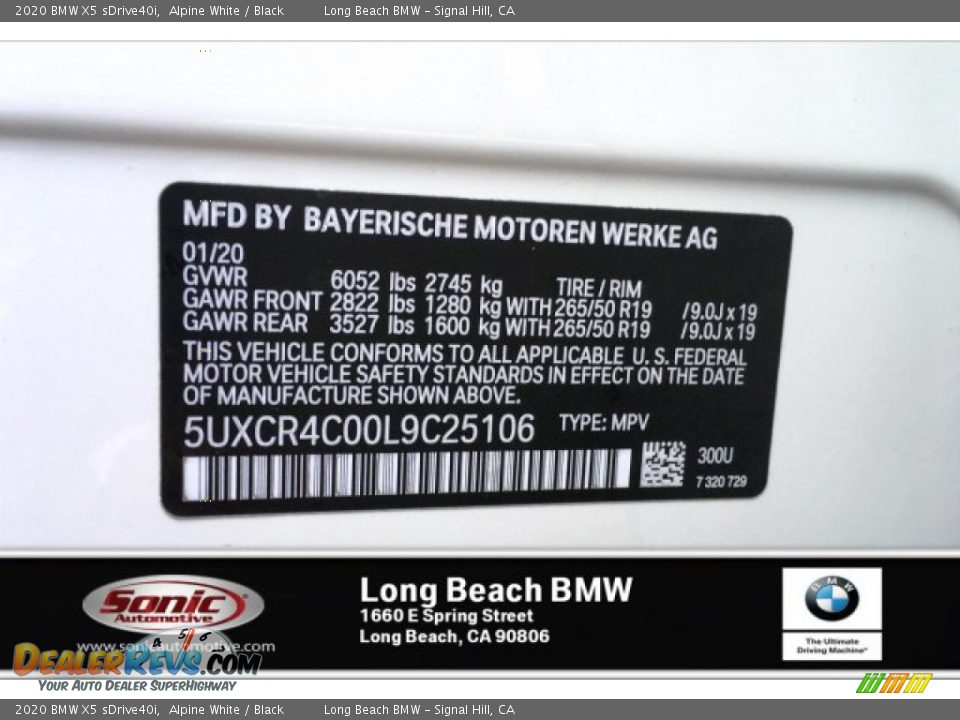 2020 BMW X5 sDrive40i, Alpine White / Black Long Beach BMW - Signal Hill, CA
MFD BY BAYERISCHE MOTOREN WERKE AG
01/20
GVWR 6052 lbs 2745 kg TIRE / RIM
GAWR FRONT 2822 lbs 1280 kg WITH 265/50 R19 /9.0J x 19
GAWR REAR 3527 lbs 1600 kg WITH 265/50 R19 /9.0J x 19
THIS VEHICLE CONFORMS TO ALL APPLICABLE U. S. FEDERAL
MOTOR VEHICLE SAFETY STANDARDS IN EFFECT ON THE DATE
OF MANUFACTURE SHOWN ABOVE.
5UXCR4C00L9C25106 TYPE: MPV
300U
7 320 729
Sonic
Automotive
www.sonicautomotive.com
Long Beach BMW
1660 E Spring Street
Long Beach, CA 90806
BMW
The Ultimate
Driving Machine®
4 5 6
DEALERREVS.COM
YOUR AUTO DEALER SUPERHIGHWAY
2020 BMW X5 sDrive40i, Alpine White / Black Long Beach BMW - Signal Hill, CA